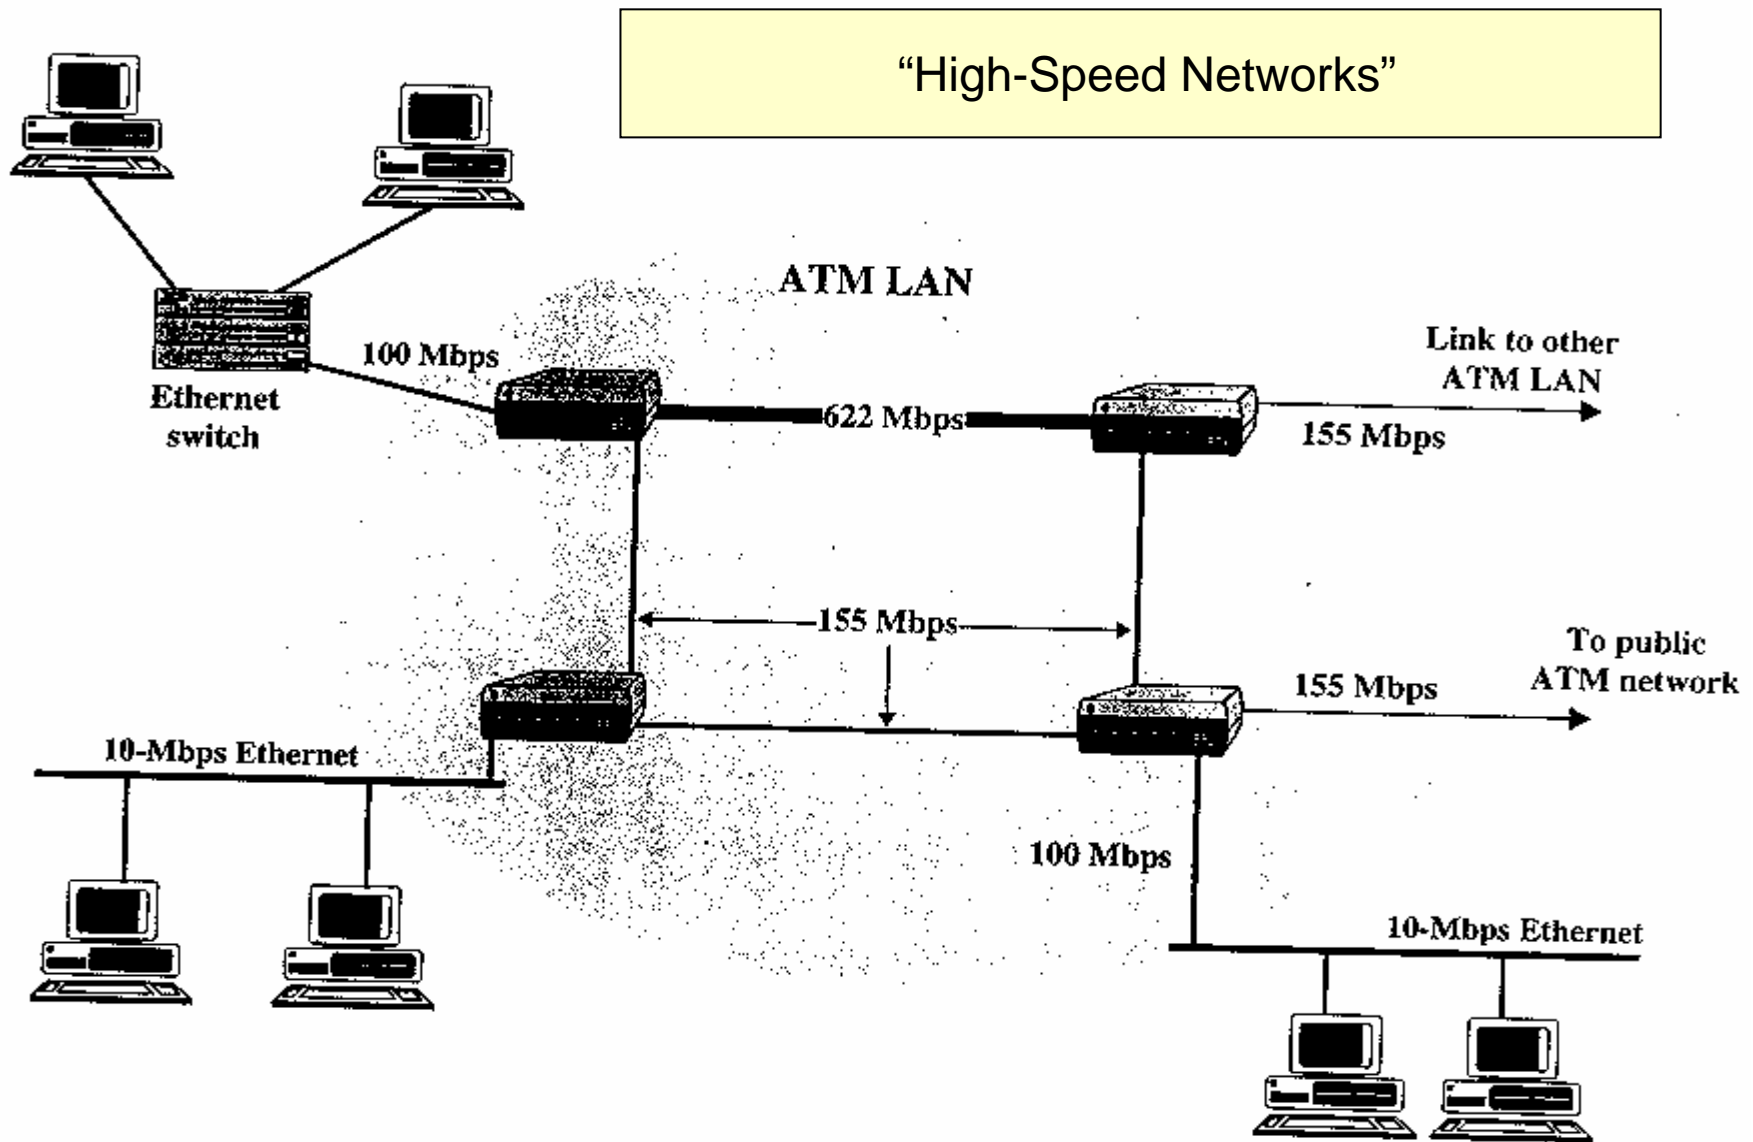 “High-Speed Networks”
ATM LAN
Link to other
ATM LAN
100 Mbps
622 Mbps
155 Mbps
Ethernet
switch
155 Mbps
To public
ATM network
155 Mbps
10-Mbps Ethernet
100 Mbps
10-Mbps Ethernet